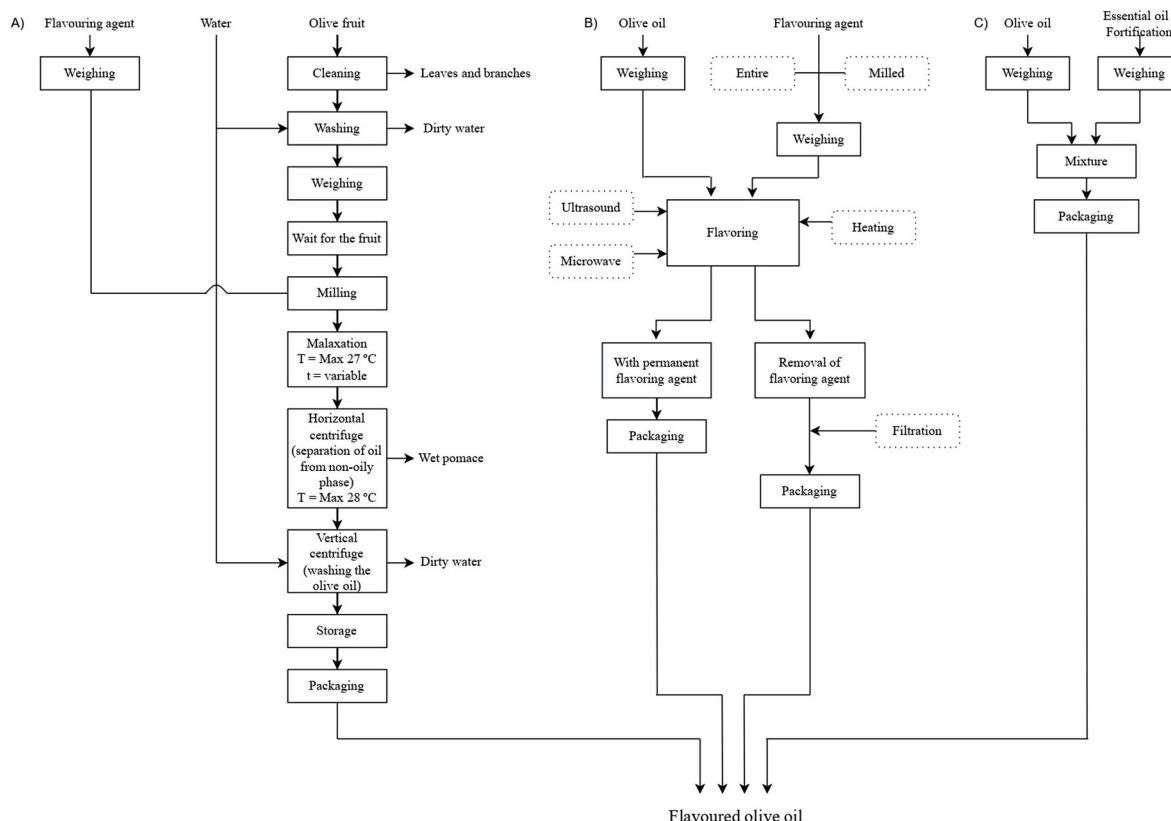 A)
Flavouring agent
Weighing
Water
Olive fruit
Cleaning
Leaves and branches
Washing
Dirty water
Weighing
Wait for the fruit
Milling
Malaxation
T = Max 27 ºC
t = variable
Horizontal
centrifuge
(separation of oil
from non-oily
phase)
T = Max 28 ºC
Wet pomace
Vertical
centrifuge
(washing the
olive oil)
Dirty water
Storage
Packaging
B)
Olive oil
Weighing
Flavouring agent
Entire
Milled
Weighing
Ultrasound
Microwave
Flavoring
Heating
With permanent
flavoring agent
Packaging
Removal of
flavoring agent
Filtration
Packaging
C)
Olive oil
Weighing
Essential oil
Fortification
Weighing
Mixture
Packaging
Flavoured olive oil